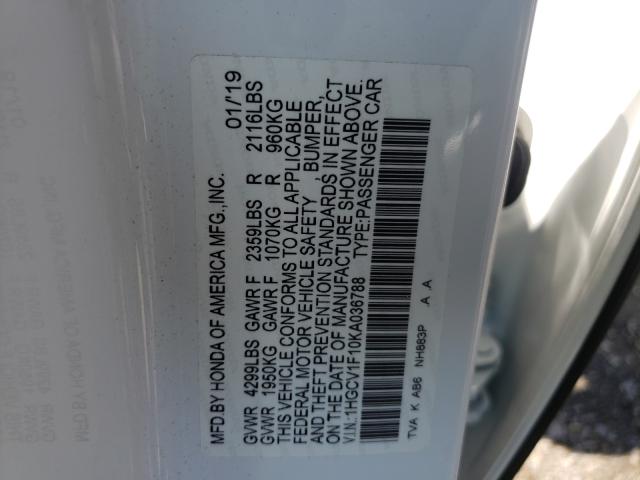 MFD BY HONDA OF AMERICA MFG., INC. 01/'19
GVWR 4299LBS GAWR F 2359LBS R 2116LBS
GVWR 1950KG GAWR F 1070KG R 960KG
THIS VEHICLE CONFORMS TO ALL APPLICABLE
FEDERAL MOTOR VEHICLE SAFETY , BUMPER,
AND THEFT PREVENTION STANDARDS IN EFFECT
ON THE DATE OF MANUFACTURE SHOWN ABOVE.
V.I.N.:1HGCV1F10KA036788 TYPE:PASSENGER CAR
TVA K AB6 NH883P A .A